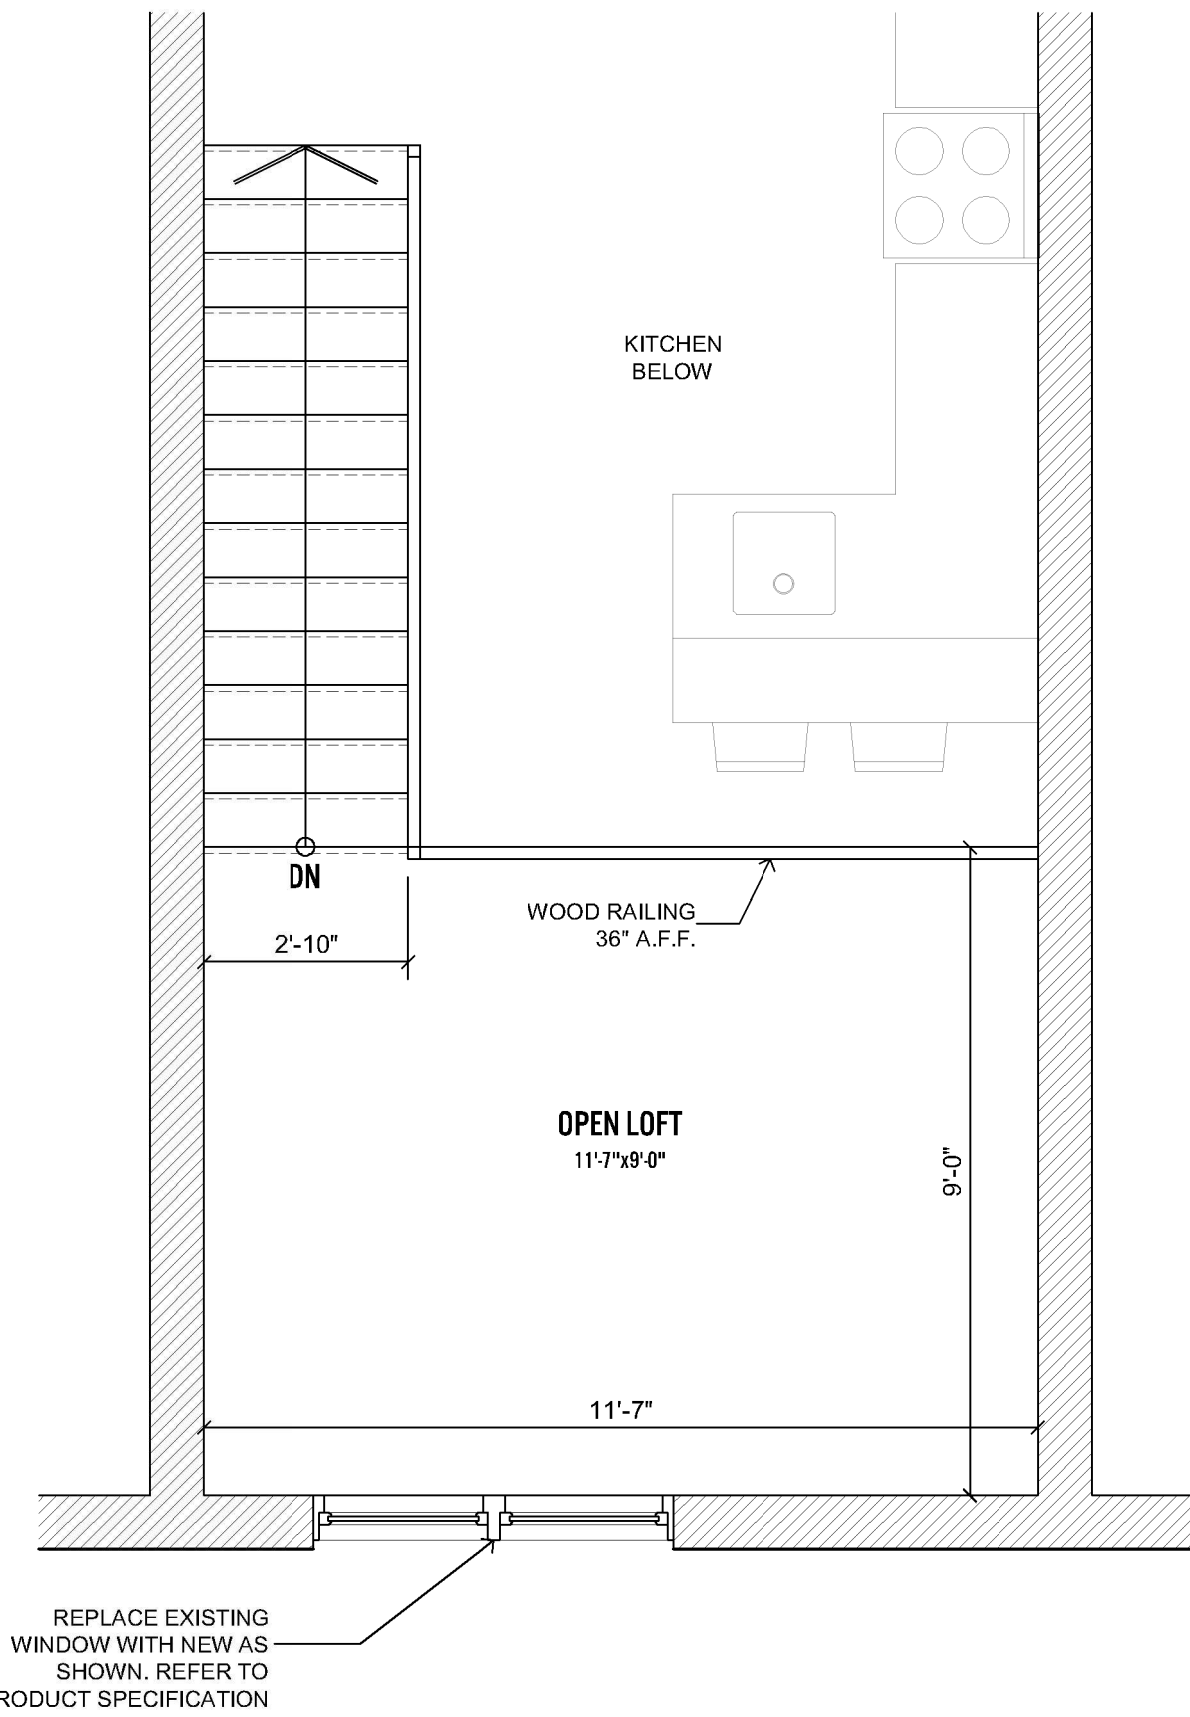 KITCHEN
BELOW
DN
WOOD RAILING
36" A.F.F.
2'-10"
OPEN LOFT
11'-7"x9'-0"
9'-0"
11'-7"
REPLACE EXISTING
WINDOW WITH NEW AS
SHOWN. REFER TO
RODUCT SPECIFICATION